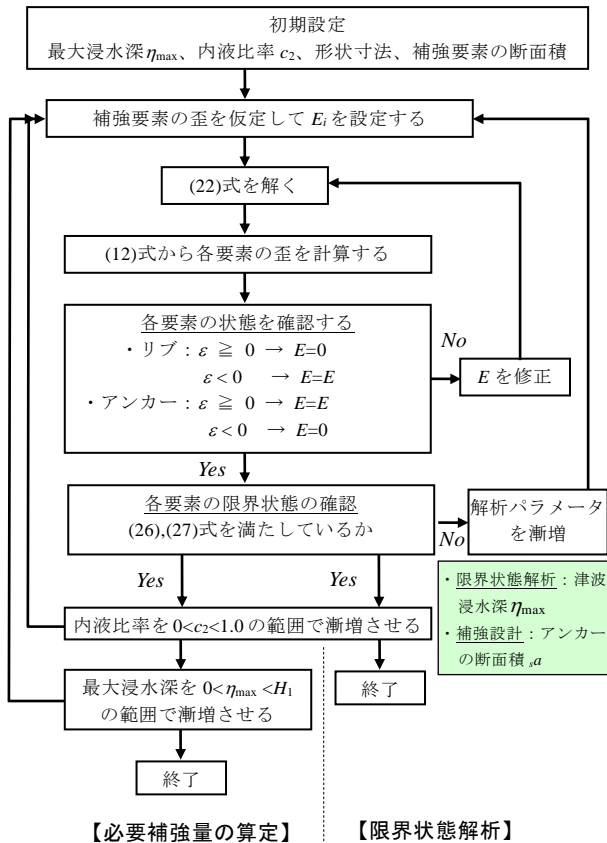 初期設定
最大浸水深ηmax、内液比率 c2、形状寸法、補強要素の断面積
補強要素の歪を仮定して Ei を設定する
(22)式を解く
(12)式から各要素の歪を計算する
各要素の状態を確認する
・リブ：ε ≧ 0 → E=0
ε<0 → E=E
・アンカー：ε ≧ 0 → E=E
ε<0 → E=0
No
E を修正
Yes
各要素の限界状態の確認
(26),(27)式を満たしているか
No
解析パラメータ
を漸増
・限界状態解析：津波
浸水深ηmax
・補強設計：アンカー
の断面積 sa
Yes
Yes
内液比率を 0<c2<1.0 の範囲で漸増させる
最大浸水深を 0<ηmax<H1
の範囲で漸増させる
終了
終了
【必要補強量の算定】
【限界状態解析】